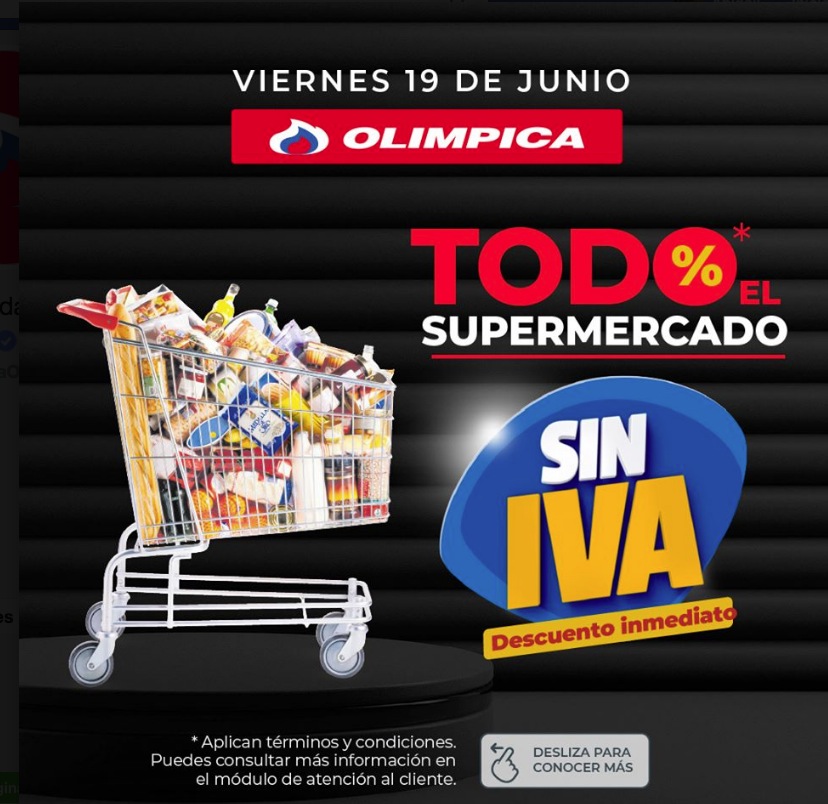 VIERNES 19 DE JUNIO
OLIMPICA
TODO%*
EL
SUPERMERCADO
SIN
IVA
Descuento inmediato
* Aplican términos y condiciones.
Puedes consultar más información en
el módulo de atención al cliente.
DESLIZA PARA
CONOCER MÁS